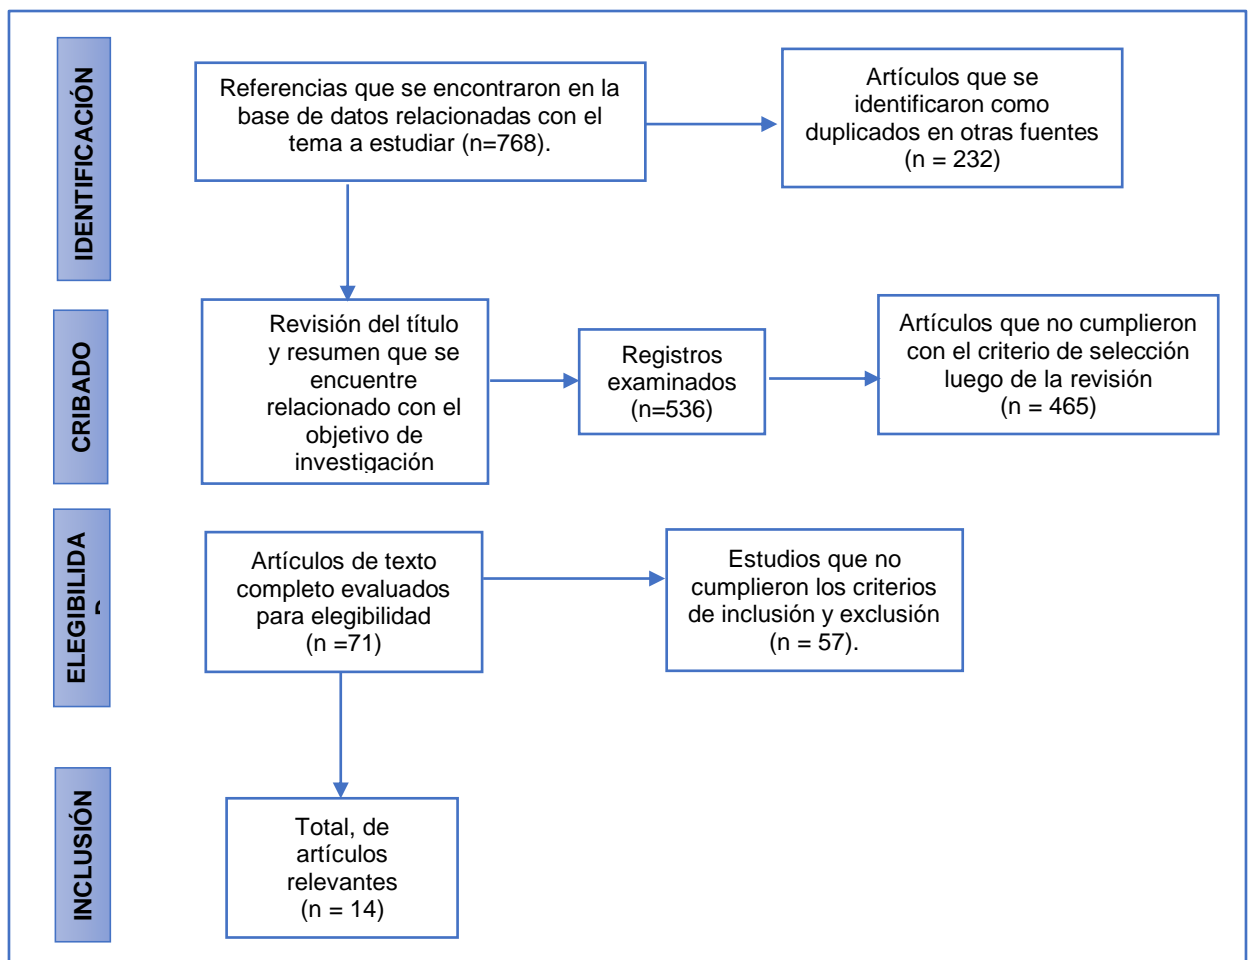 IDENTIFICACIÓN
Referencias que se encontraron en la
base de datos relacionadas con el
tema a estudiar (n=768).
Artículos que se
identificaron como
duplicados en otras fuentes
(n = 232)
CRIBADO
Revisión del título
y resumen que se
encuentre
relacionado con el
objetivo de
investigación
Registros
examinados
(n=536)
Artículos que no cumplieron
con el criterio de selección
luego de la revisión
(n = 465)
ELEGIBILIDA
D
Artículos de texto
completo evaluados
para elegibilidad
(n =71)
Estudios que no
cumplieron los criterios
de inclusión y exclusión
(n = 57).
INCLUSIÓN
Total, de
artículos
relevantes
(n = 14)